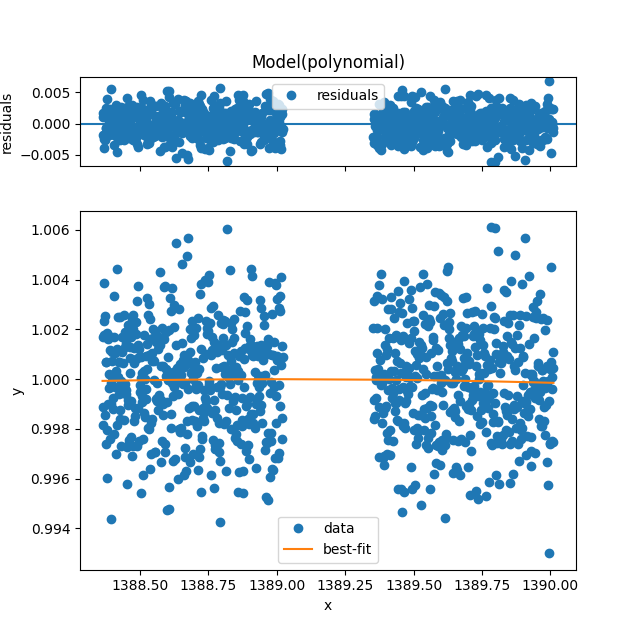 Model(polynomial)
0.005
0.000
−0.005
residuals
residuals
1.006
1.004
1.002
1.000
0.998
0.996
0.994
y
data
best-fit
1388.50 1388.75 1389.00 1389.25 1389.50 1389.75 1390.00
x